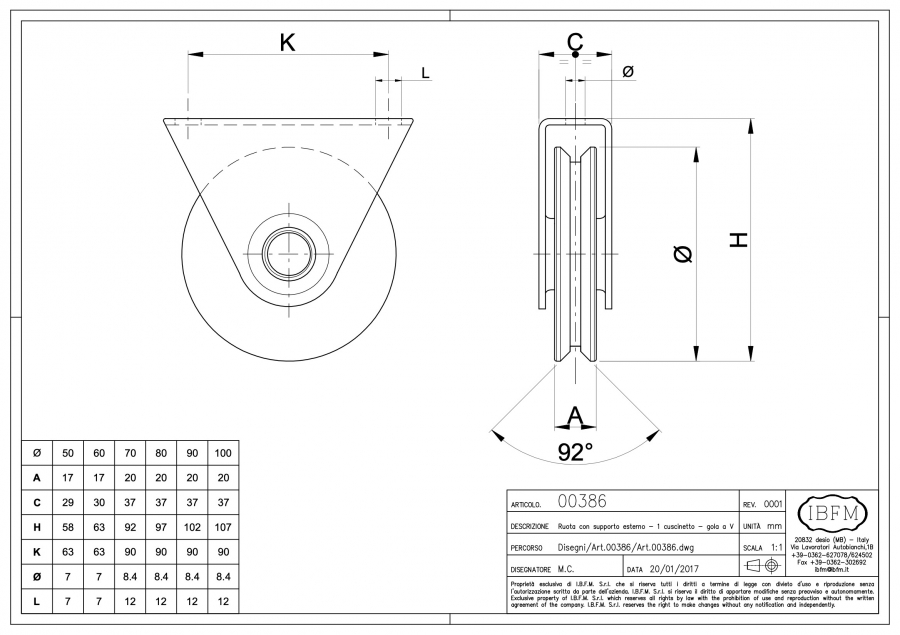 K
L
C
Ø
Ø
H
A
92°
Ø 50 60 70 80 90 100
A 17 17 20 20 20 20
C 29 30 37 37 37 37
H 58 63 92 97 102 107
K 63 63 90 90 90 90
Ø 7 7 8.4 8.4 8.4 8.4
L 7 7 12 12 12 12
ARTICOLO. 00386 REV. 0001
DESCRIZIONE Ruota con supporto esterno - 1 cuscinetto - gola a V UNITÀ mm
PERCORSO Disegni/Art.00386/Art.00386.dwg SCALA 1:1
DISEGNATORE M.C. DATA 20/01/2017
IBFM
20832 desio (MB) - Italy
Via Lavoratori Autobianchi,18
+39-0362-627078/624502
Fax +39-0362-302692
ibfm@ibfm.it
Proprietà esclusiva di I.B.F.M. S.r.l. che si riserva tutti i diritti a termine di legge con divieto d'uso e riproduzione senza
l'autorizzazione scritta da parte dell'azienda. I.B.F.M. S.r.l. si riserva il diritto di apportare modifiche senza preavviso e autonomamente.
Exclusive property of I.B.F.M. S.r.l. which reserves all rights by law with the prohibition of use and reproduction without the written
agreement of the company. I.B.F.M. S.r.l. reserves the right to make changes without any notification and independently.